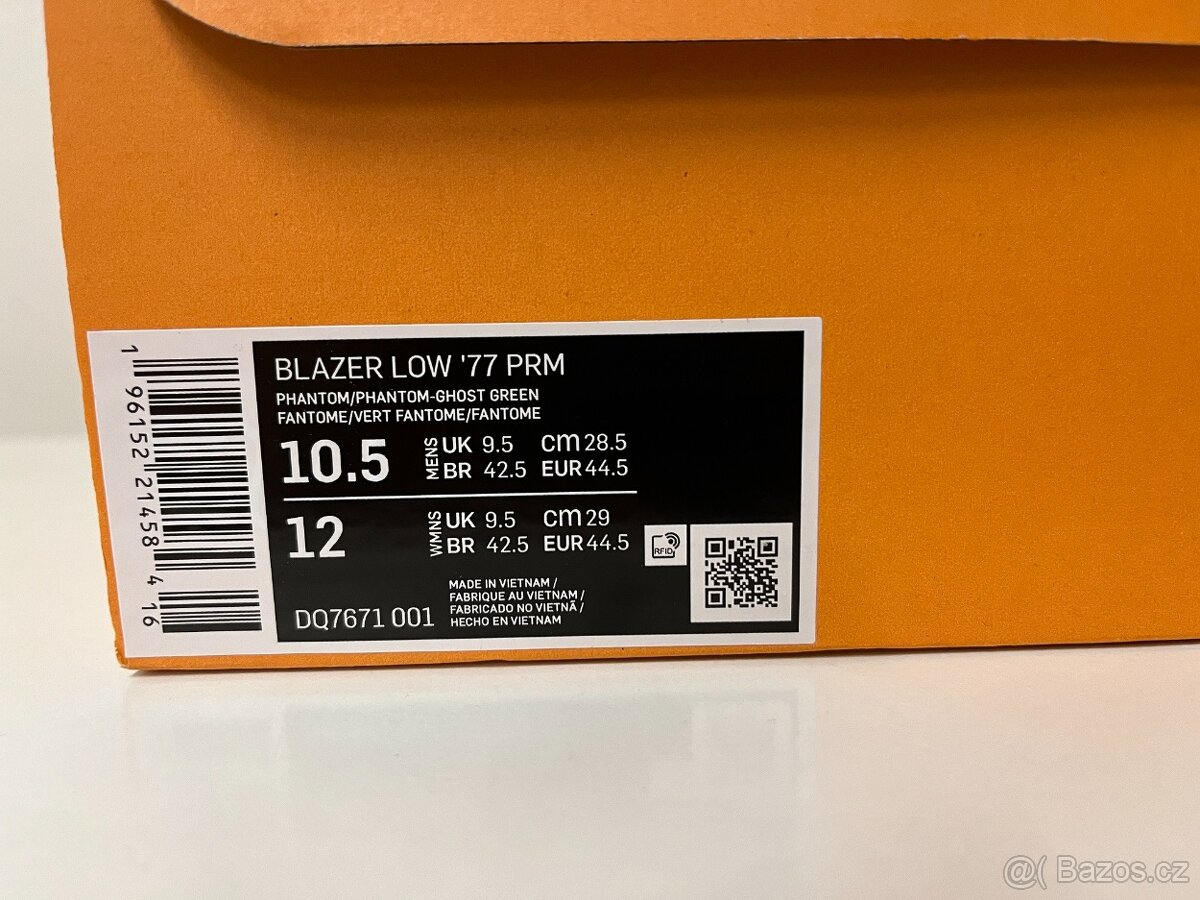 1 96152 21458 4 16
BLAZER LOW '77 PRM
PHANTOM/PHANTOM-GHOST GREEN
FANTOME/VERT FANTOME/FANTOME
10.5 MENS UK 9.5 cm 28.5
BR 42.5 EUR 44.5
12 WMNS UK 9.5 cm 29
BR 42.5 EUR 44.5
RFID
DQ7671 001
MADE IN VIETNAM /
FABRIQUE AU VIETNAM /
FABRICADO NO VIETNÃ /
HECHO EN VIETNAM
@( Bazos.cz